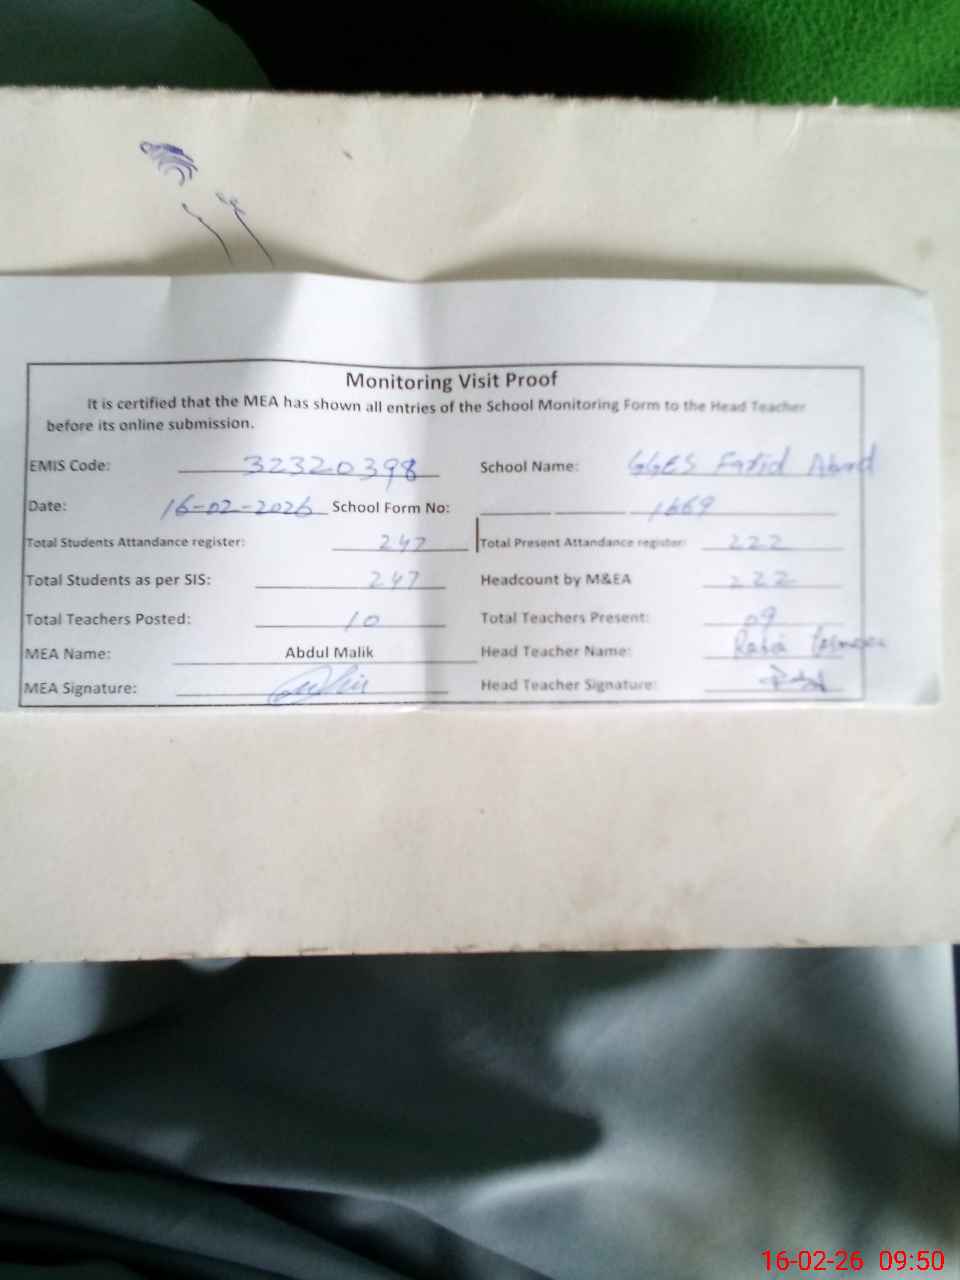 Monitoring Visit Proof
It is certified that the MEA has shown all entries of the School Monitoring Form to the Head Teacher
before its online submission.
EMIS Code: 32320398 School Name: GGES Farid Abad
Date: 16-02-2026 School Form No: 1669
Total Students Attandance register: 247 Total Present Attandance register: 222
Total Students as per SIS: 247 Headcount by M&EA 222
Total Teachers Posted: 10 Total Teachers Present: 09
MEA Name: Abdul Malik Head Teacher Name:
MEA Signature: Head Teacher Signature:
16-02-26 09:50